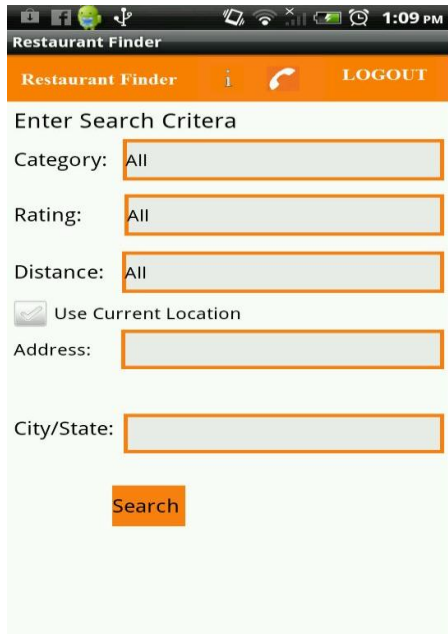 1:09 PM
Restaurant Finder
Restaurant Finder i LOGOUT
Enter Search Critera
Category: All
Rating: All
Distance: All
Use Current Location
Address:
City/State:
Search